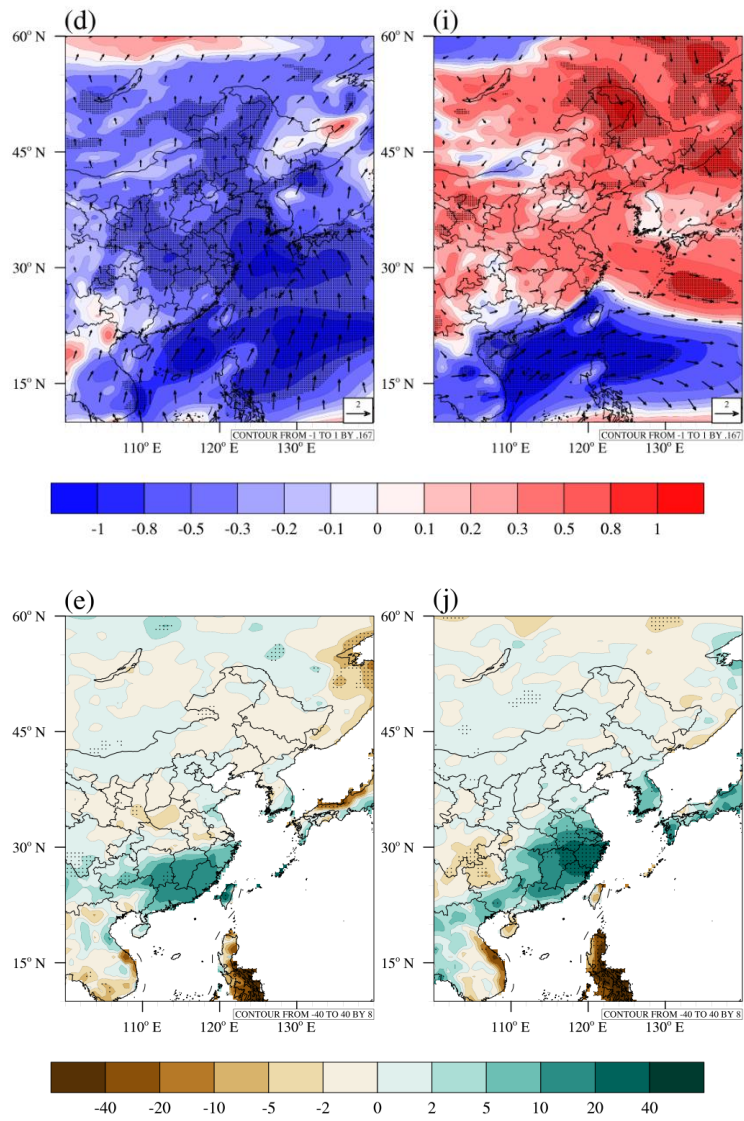 (d) (i)
60° N 60° N
45° N 45° N
30° N 30° N
15° N 15° N
2 2
CONTOUR FROM -1 TO 1 BY .167 CONTOUR FROM -1 TO 1 BY .167
110° E 120° E 130° E 110° E 120° E 130° E
-1 -0.8 -0.5 -0.3 -0.2 -0.1 0 0.1 0.2 0.3 0.5 0.8 1
(e) (j)
60° N 60° N
45° N 45° N
30° N 30° N
15° N 15° N
CONTOUR FROM -40 TO 40 BY 8 CONTOUR FROM -40 TO 40 BY 8
110° E 120° E 130° E 110° E 120° E 130° E
-40 -20 -10 -5 -2 0 2 5 10 20 40